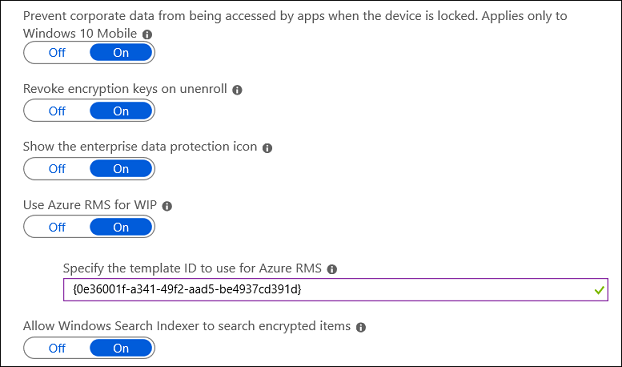 Prevent corporate data from being accessed by apps when the device is locked. Applies only to
Windows 10 Mobile
Off On
Revoke encryption keys on unenroll
Off On
Show the enterprise data protection icon
Off On
Use Azure RMS for WIP
Off On
Specify the template ID to use for Azure RMS
{0e36001f-a341-49f2-aad5-be4937cd391d}
Allow Windows Search Indexer to search encrypted items
Off On